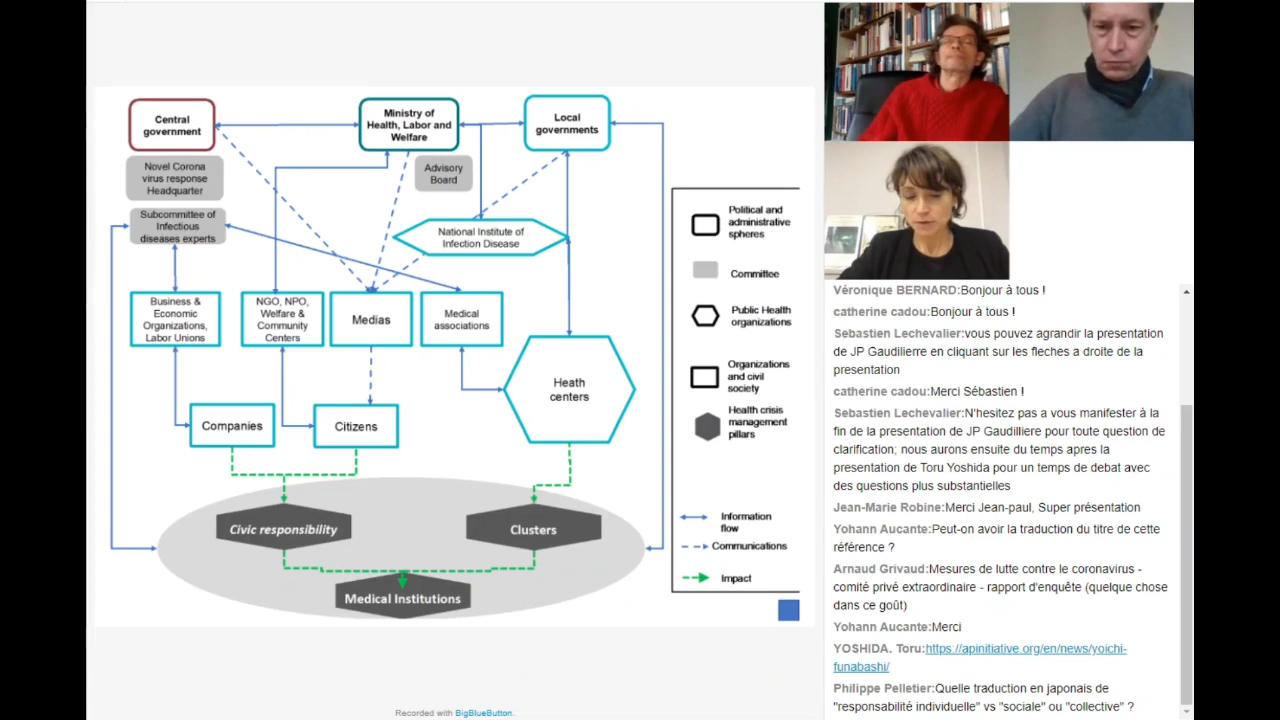 Central
government
Ministry of
Health, Labor and
Welfare
Local
governments
Novel Corona
virus response
Headquarter
Advisory
Board
Subcommittee of
Infectious
diseases experts
National Institute of
Infection Disease
Business &
Economic
Organizations,
Labor Unions
NGO, NPO,
Welfare &
Community
Centers
Medias
Medical
associations
Heath
centers
Companies
Citizens
Civic responsibility
Clusters
Medical Institutions
Political and
administrative
spheres
Committee
Public Health
organizations
Organizations
and civil
society
Health crisis
management
pillars
Information
flow
Communications
Impact
Recorded with BigBlueButton.
Véronique BERNARD:Bonjour à tous !
catherine cadou:Bonjour à tous !
Sebastien Lechevalier:vous pouvez agrandir la presentation
de JP Gaudilierre en cliquant sur les fleches a droite de la
presentation
catherine cadou:Merci Sébastien !
Sebastien Lechevalier:N'hesitez pas a vous manifester à la
fin de la presentation de JP Gaudilliere pour toute question de
clarification; nous aurons ensuite du temps apres la
presentation de Toru Yoshida pour un temps de debat avec
des questions plus substantielles
Jean-Marie Robine:Merci Jean-paul, Super présentation
Yohann Aucante:Peut-on avoir la traduction du titre de cette
référence ?
Arnaud Grivaud:Mesures de lutte contre le coronavirus -
comité privé extraordinaire - rapport d'enquête (quelque chose
dans ce goût)
Yohann Aucante:Merci
YOSHIDA. Toru:https://apinitiative.org/en/news/yoichi-
funabashi/
Philippe Pelletier:Quelle traduction en japonais de
"responsabilité individuelle" vs "sociale" ou "collective" ?